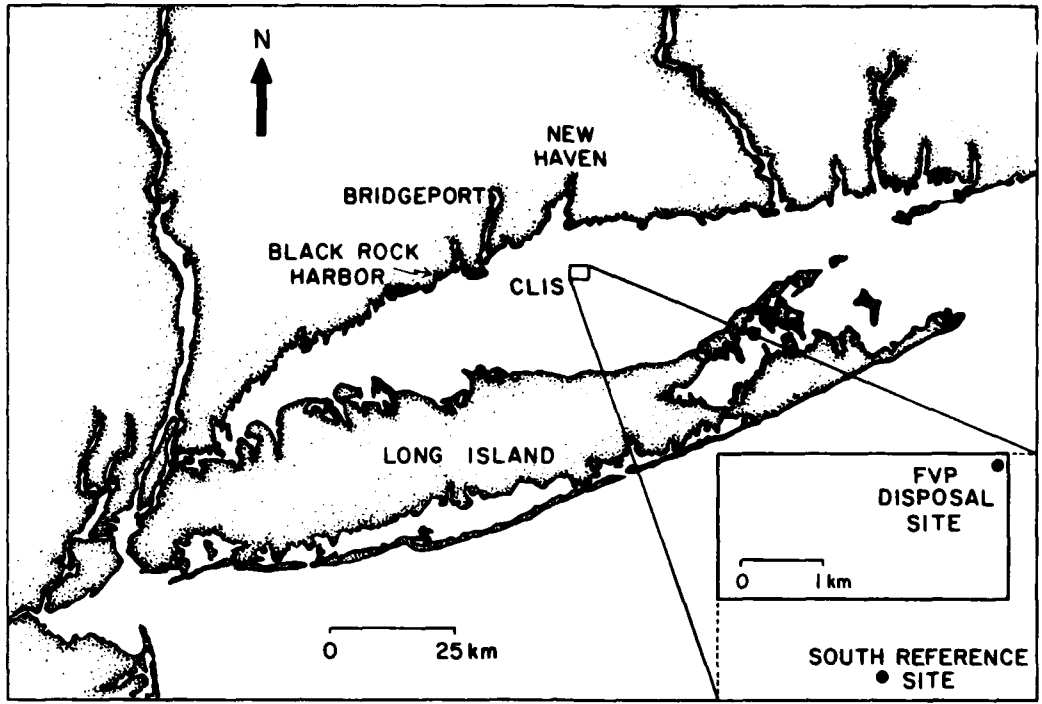 N
NEW
HAVEN
BRIDGEPORT
BLACK ROCK
HARBOR
CLIS
LONG ISLAND
0 25 km
FVP
DISPOSAL
SITE
0 1 km
SOUTH REFERENCE
SITE